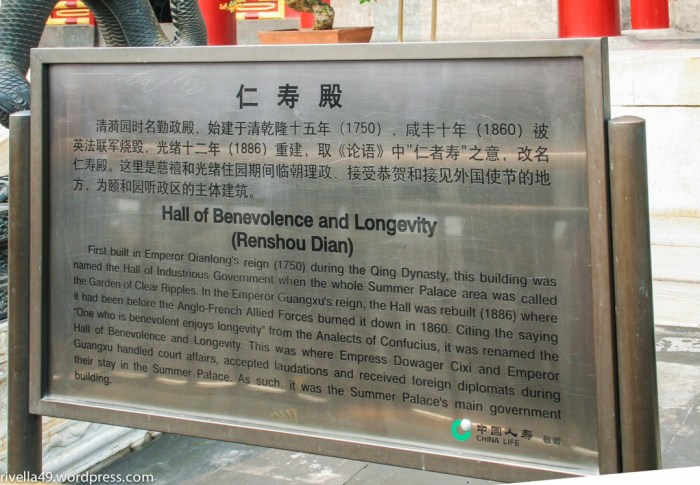 仁寿殿
清漪园时名勤政殿，始建于清乾隆十五年（1750），咸丰十年（1860）被
英法联军烧毁，光绪十二年（1886）重建，取《论语》中"仁者寿"之意，改名
仁寿殿。这里是慈禧和光绪住园期间临朝理政、接受恭贺和接见外国使节的地
方，为颐和园听政区的主体建筑。
Hall of Benevolence and Longevity
(Renshou Dian)
First built in Emperor Qianlong's reign (1750) during the Qing Dynasty, this building was
named the Hall of Industrious Government when the whole Summer Palace area was called
the Garden of Clear Ripples. In the Emperor Guangxu's reign, the Hall was rebuilt (1886) where
it had been before the Anglo-French Allied Forces burned it down in 1860. Citing the saying
"One who is benevolent enjoys longevity" from the Analects of Confucius, it was renamed the
Hall of Benevolence and Longevity. This was where Empress Dowager Cixi and Emperor
Guangxu handled court affairs, accepted laudations and received foreign diplomats during
their stay in the Summer Palace. As such, it was the Summer Palace's main government
building.
中国人寿
CHINA LIFE
rivella49.wordpress.com